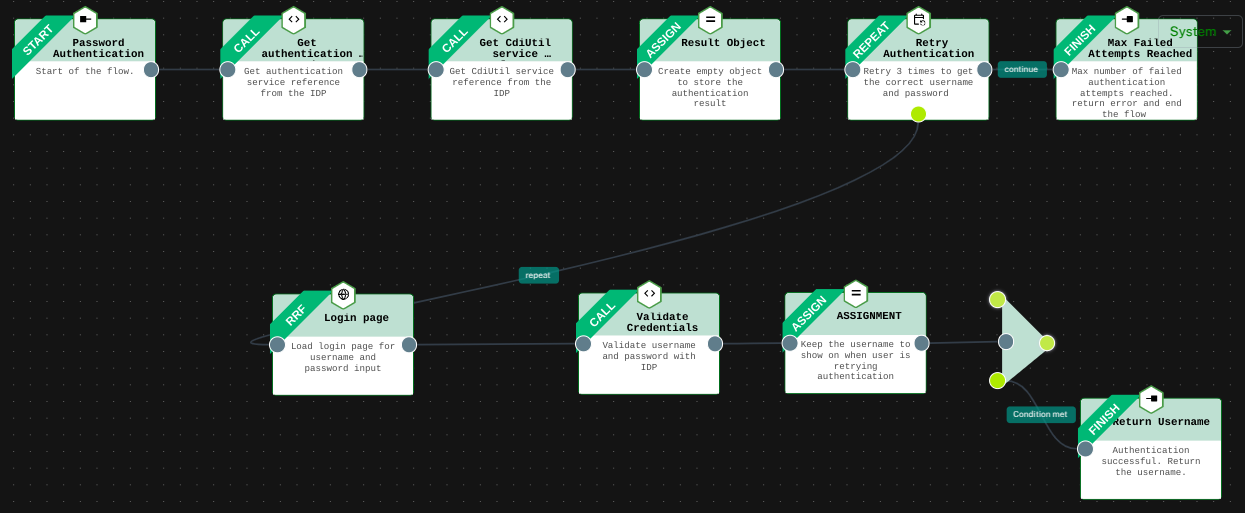 START
Password
Authentication
Start of the flow.
CALL
Get
authentication …
Get authentication
service reference
from the IDP
CALL
Get CdiUtil
service …
Get CdiUtil service
reference from the
IDP
ASSIGN
Result Object
Create empty object
to store the
authentication
result
REPEAT
Retry
Authentication
Retry 3 times to get
the correct username
and password
continue
FINISH
Max Failed
Attempts Reached
Max number of failed
authentication
attempts reached.
return error and end
the flow
System
repeat
RRF
Login page
Load login page for
username and
password input
CALL
Validate
Credentials
Validate username
and password with
IDP
ASSIGN
ASSIGNMENT
Keep the username to
show on when user is
retrying
authentication
Condition met
FINISH
Return Username
Authentication
successful. Return
the username.